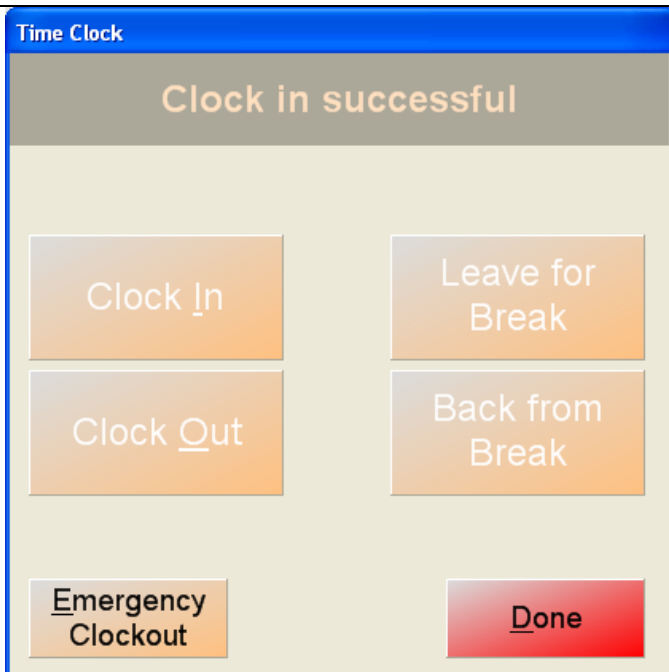 Time Clock
Clock in successful
Clock In
Leave for
Break
Clock Out
Back from
Break
Emergency
Clockout
Done